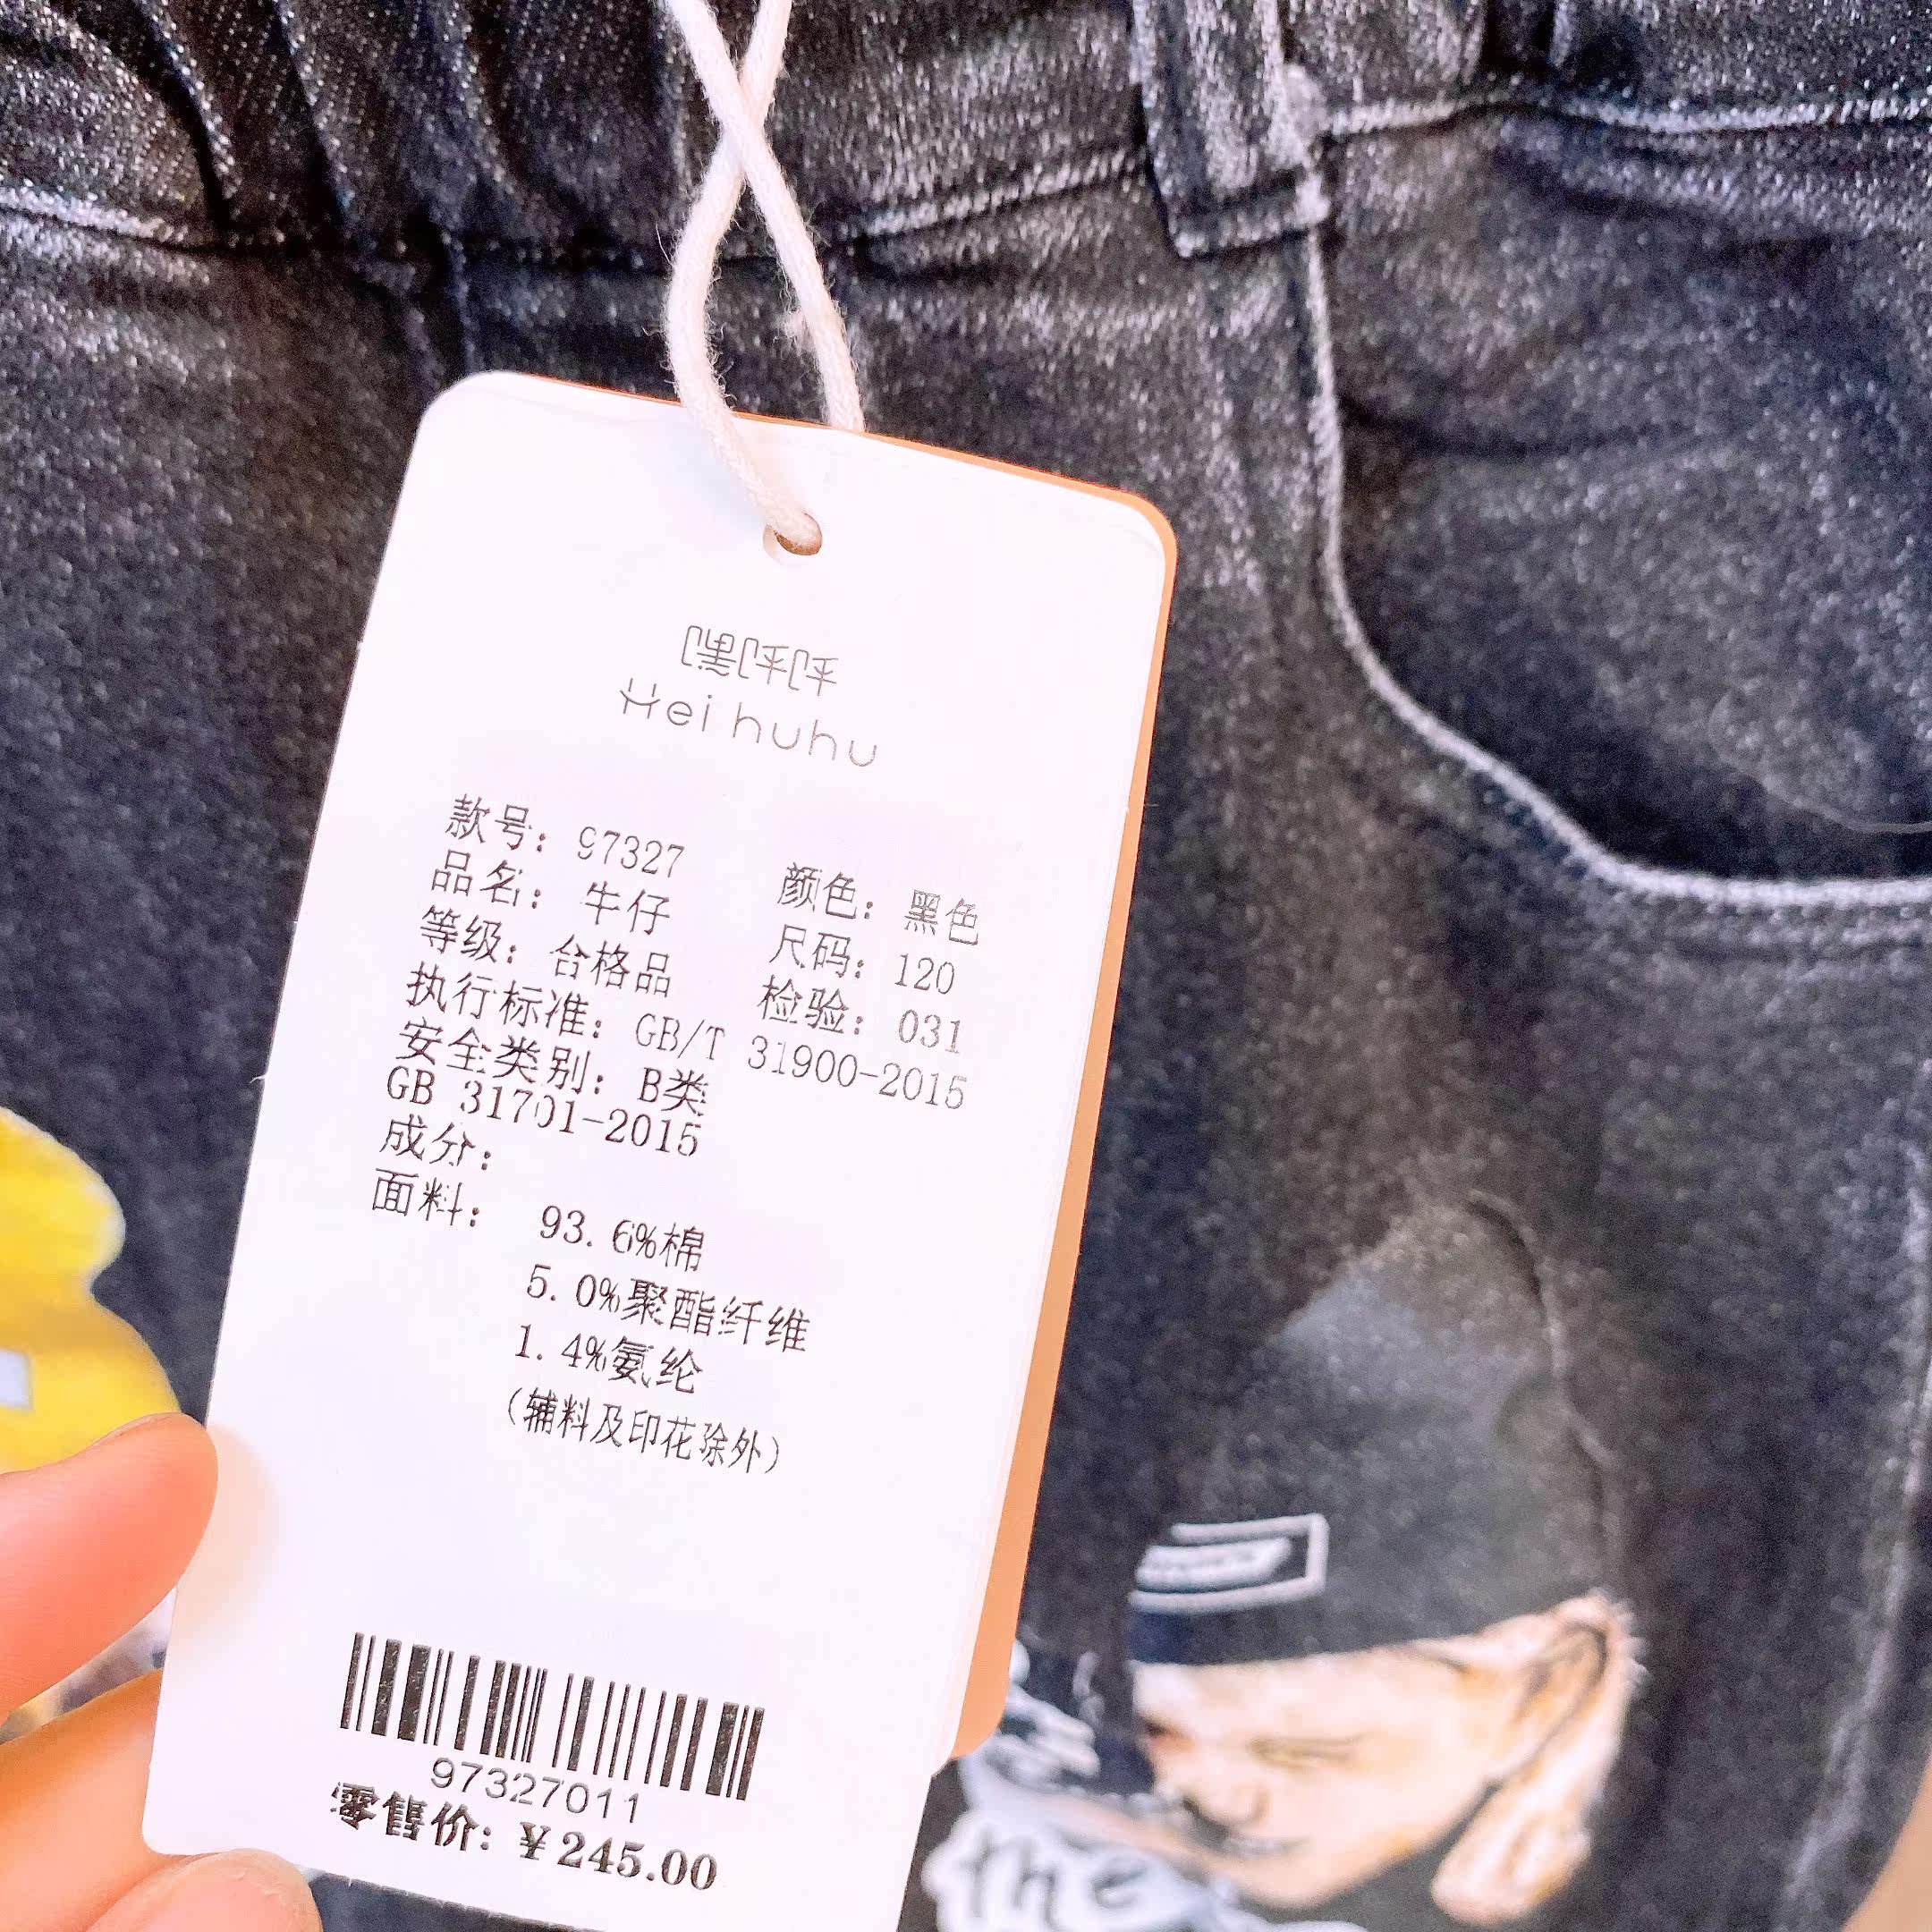 嘿呼呼
Hei huhu
款号: 97327 颜色: 黑色
品名: 牛仔 尺码: 120
等级: 合格品 检验: 031
执行标准: GB/T 31900-2015
安全类别: B类
GB 31701-2015
成分:
面料: 93.6%棉
5.0%聚酯纤维
1.4%氨纶
(辅料及印花除外)
97327011
零售价: ¥245.00
the